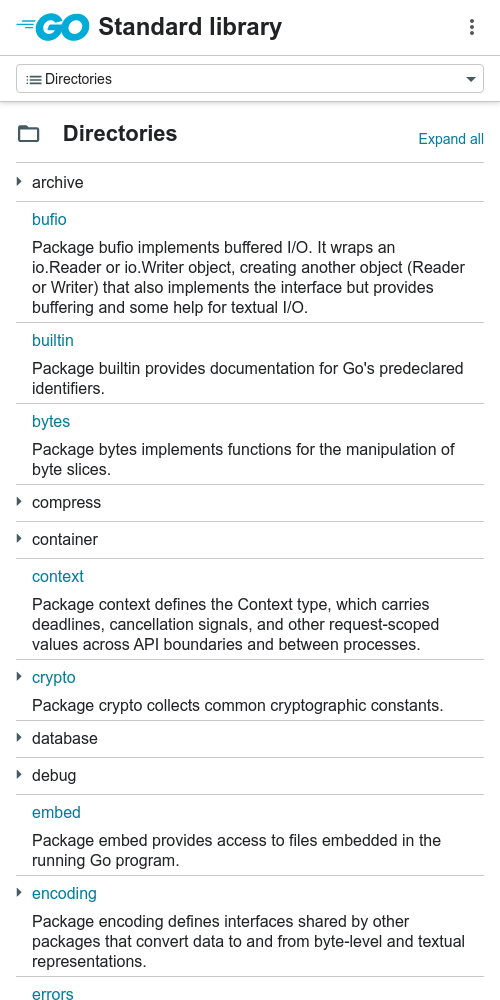 GO Standard library
Directories
Directories
Expand all
archive
bufio
Package bufio implements buffered I/O. It wraps an
io.Reader or io.Writer object, creating another object (Reader
or Writer) that also implements the interface but provides
buffering and some help for textual I/O.
builtin
Package builtin provides documentation for Go's predeclared
identifiers.
bytes
Package bytes implements functions for the manipulation of
byte slices.
compress
container
context
Package context defines the Context type, which carries
deadlines, cancellation signals, and other request-scoped
values across API boundaries and between processes.
crypto
Package crypto collects common cryptographic constants.
database
debug
embed
Package embed provides access to files embedded in the
running Go program.
encoding
Package encoding defines interfaces shared by other
packages that convert data to and from byte-level and textual
representations.
errors